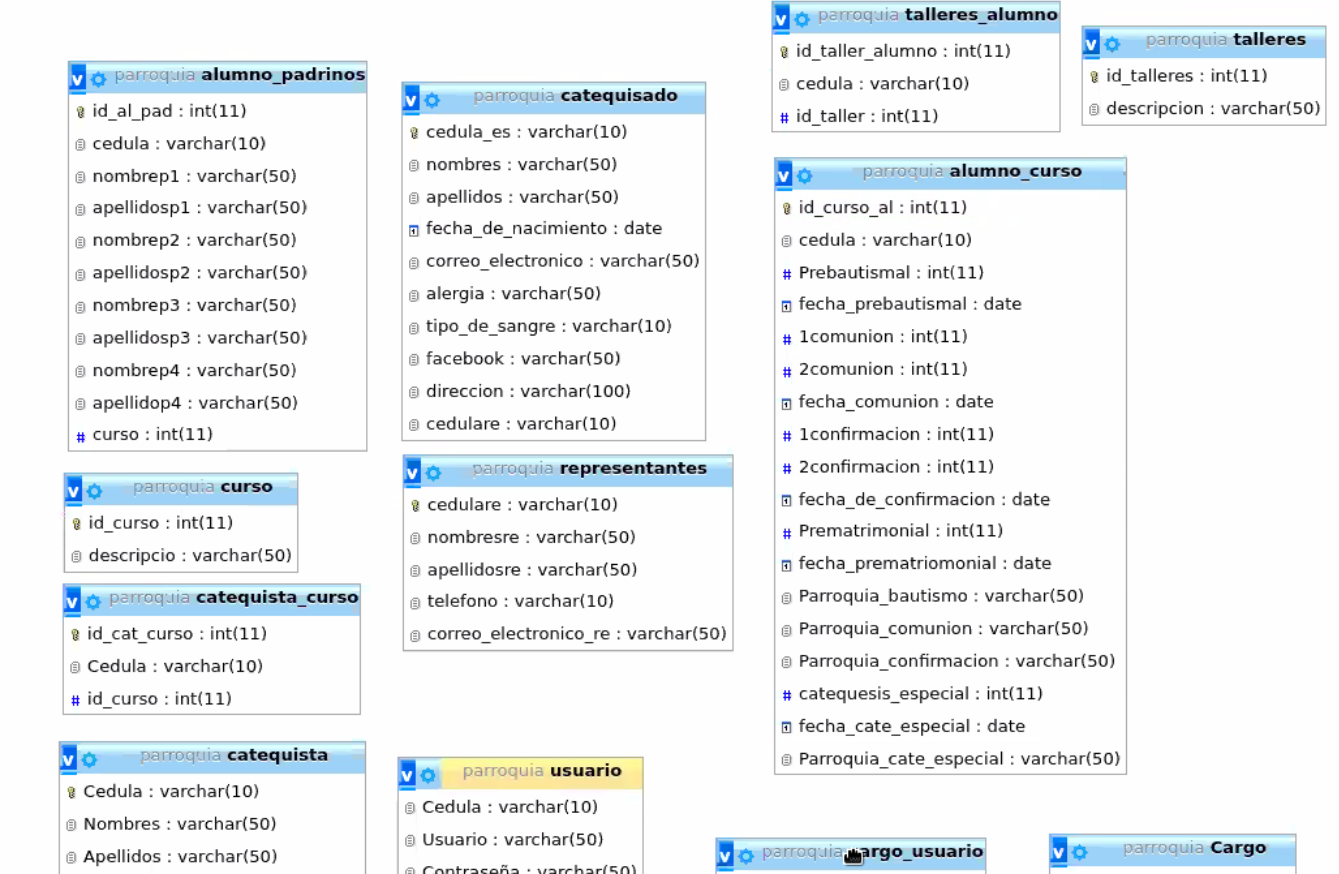 parroquia alumno_padrinos
id_al_pad : int(11)
cedula : varchar(10)
nombrep1 : varchar(50)
apellidosp1 : varchar(50)
nombrep2 : varchar(50)
apellidosp2 : varchar(50)
nombrep3 : varchar(50)
apellidosp3 : varchar(50)
nombrep4 : varchar(50)
apellidop4 : varchar(50)
curso : int(11)
parroquia curso
id_curso : int(11)
descripcio : varchar(50)
parroquia catequista_curso
id_cat_curso : int(11)
Cedula : varchar(10)
id_curso : int(11)
parroquia catequista
Cedula : varchar(10)
Nombres : varchar(50)
Apellidos : varchar(50)
parroquia catequisado
cedula_es : varchar(10)
nombres : varchar(50)
apellidos : varchar(50)
fecha_de_nacimiento : date
correo_electronico : varchar(50)
alergia : varchar(50)
tipo_de_sangre : varchar(10)
facebook : varchar(50)
direccion : varchar(100)
cedulare : varchar(10)
parroquia representantes
cedulare : varchar(10)
nombresre : varchar(50)
apellidosre : varchar(50)
telefono : varchar(10)
correo_electronico_re : varchar(50)
parroquia usuario
Cedula : varchar(10)
Usuario : varchar(50)
Contraseña : varchar(50)
parroquia talleres_alumno
id_taller_alumno : int(11)
cedula : varchar(10)
id_taller : int(11)
parroquia talleres
id_talleres : int(11)
descripcion : varchar(50)
parroquia alumno_curso
id_curso_al : int(11)
cedula : varchar(10)
Prebautismal : int(11)
fecha_prebautismal : date
1comunion : int(11)
2comunion : int(11)
fecha_comunion : date
1confirmacion : int(11)
2confirmacion : int(11)
fecha_de_confirmacion : date
Prematrimonial : int(11)
fecha_prematriomonial : date
Parroquia_bautismo : varchar(50)
Parroquia_comunion : varchar(50)
Parroquia_confirmacion : varchar(50)
catequesis_especial : int(11)
fecha_cate_especial : date
Parroquia_cate_especial : varchar(50)
parroquia
parroquia Cargo